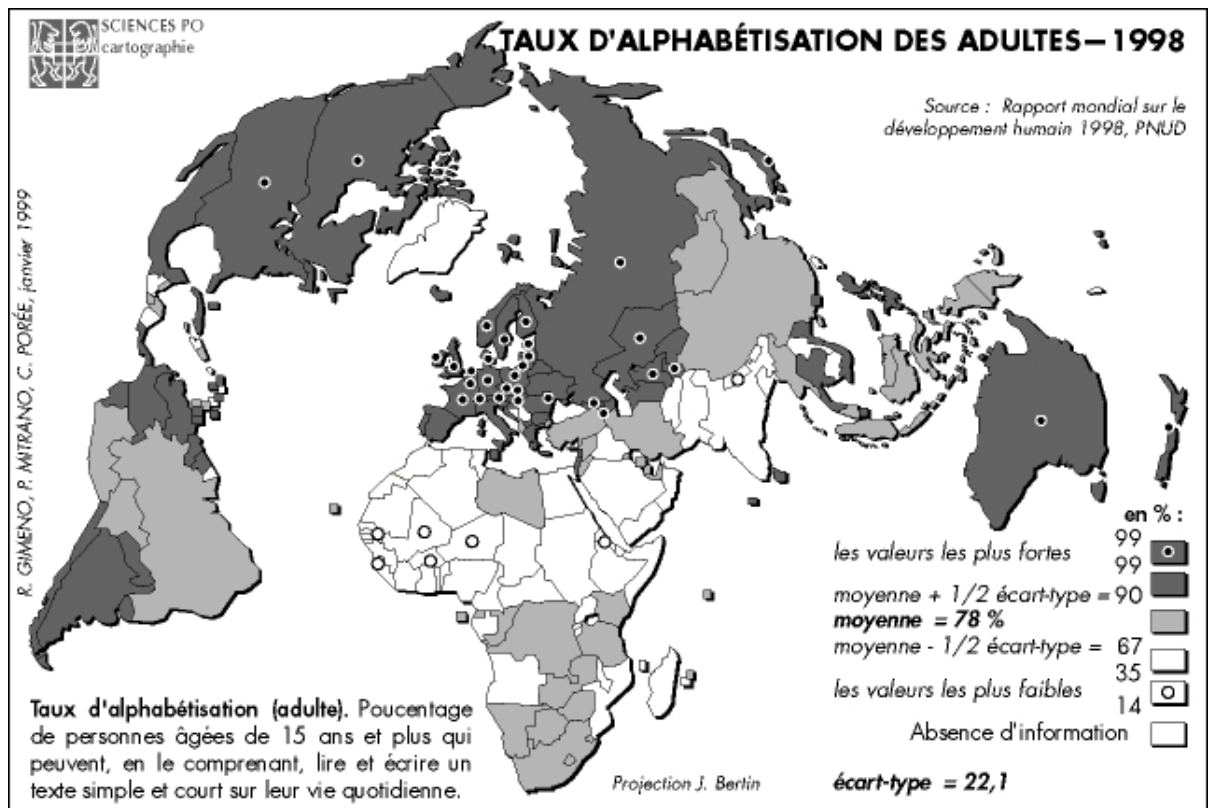 SCIENCES PO
cartographie
TAUX D'ALPHABÉTISATION DES ADULTES—1998
Source : Rapport mondial sur le
développement humain 1998, PNUD
R. GIMENO, P. MITRANO, C. PORÉE, janvier 1999
en % :
99
les valeurs les plus fortes
99
moyenne + 1/2 écart-type = 90
moyenne = 78 %
moyenne - 1/2 écart-type = 67
35
les valeurs les plus faibles
14
Absence d'information
Taux d'alphabétisation (adulte). Poucentage
de personnes âgées de 15 ans et plus qui
peuvent, en le comprenant, lire et écrire un
texte simple et court sur leur vie quotidienne.
Projection J. Bertin
écart-type = 22,1